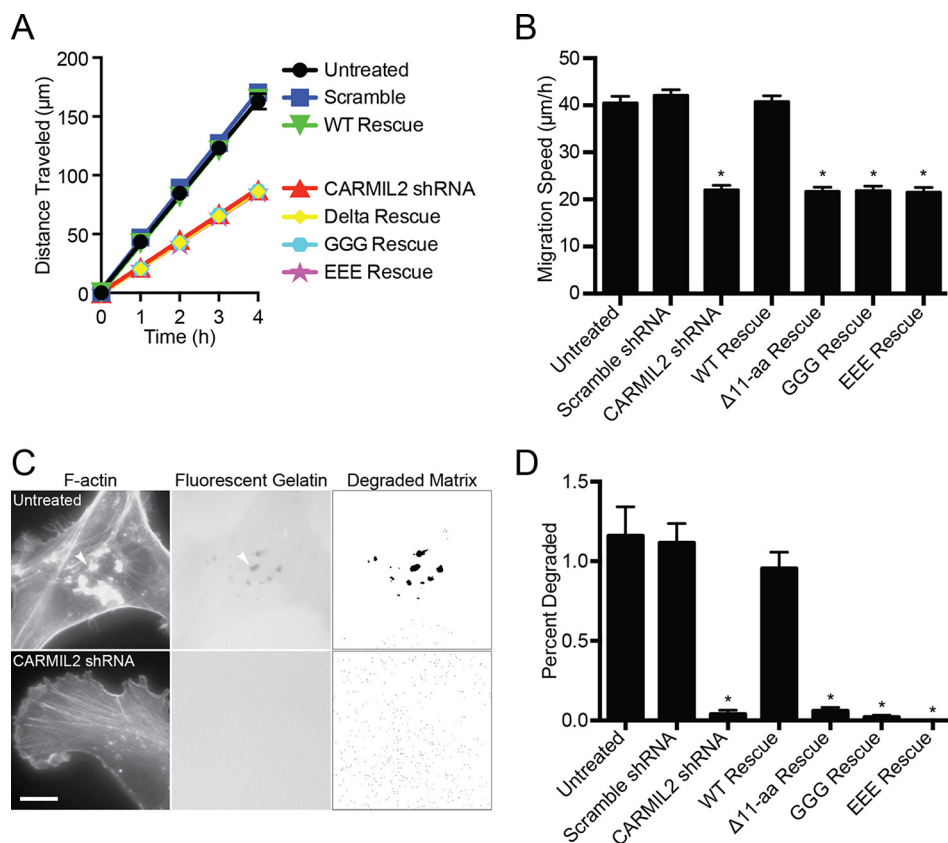 A
Distance Traveled (µm)
200
150
100
50
0
0 1 2 3 4
Time (h)
Untreated
Scramble
WT Rescue
CARMIL2 shRNA
Delta Rescue
GGG Rescue
EEE Rescue
B
Migration Speed (µm/h)
50
40
30
20
10
0
*
* * *
Untreated
Scramble shRNA
CARMIL2 shRNA
WT Rescue
Δ11-aa Rescue
GGG Rescue
EEE Rescue
C
F-actin Fluorescent Gelatin Degraded Matrix
Untreated
CARMIL2 shRNA
D
Percent Degraded
1.5
1.0
0.5
0.0
*
* * *
Untreated
Scramble shRNA
CARMIL2 shRNA
WT Rescue
Δ11-aa Rescue
GGG Rescue
EEE Rescue